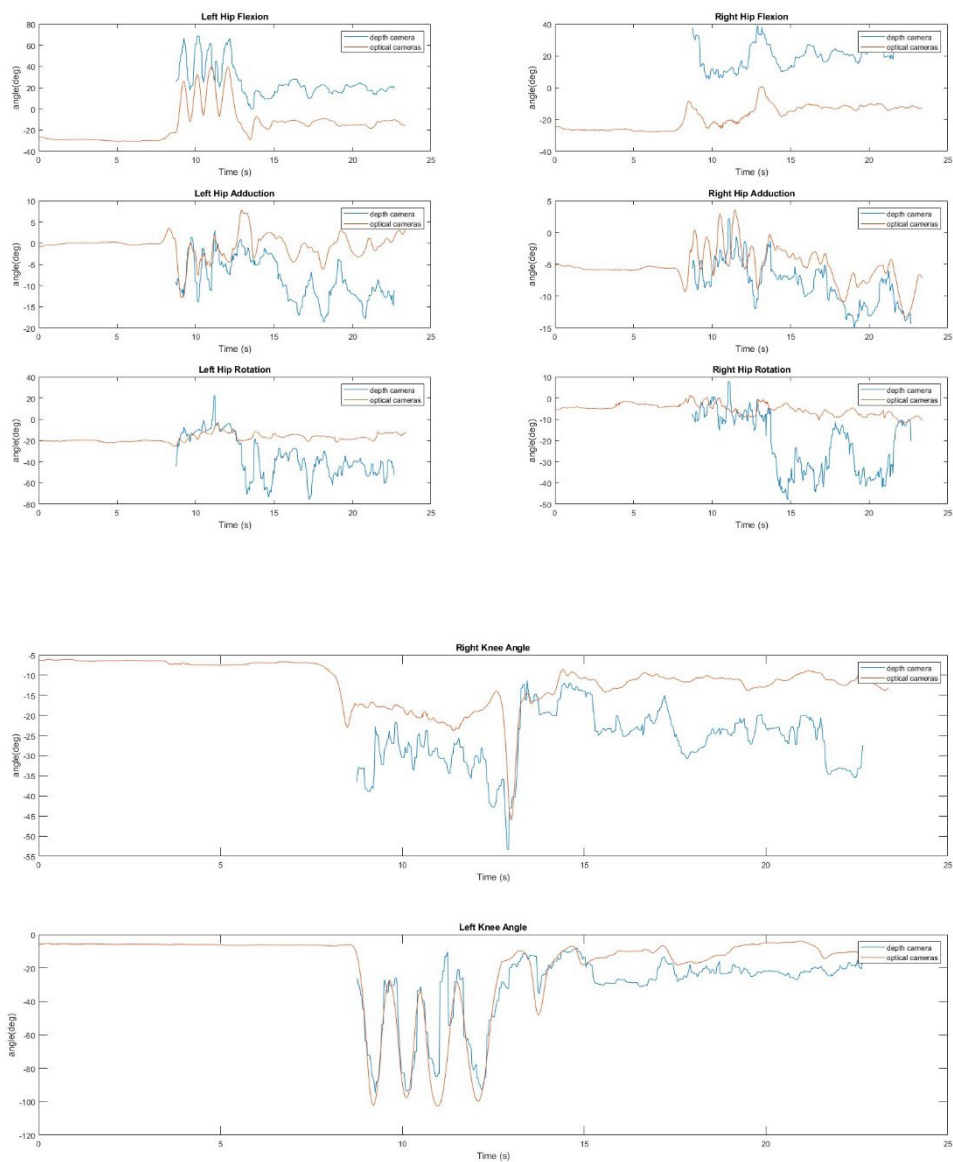 Left Hip Flexion
80
60
40
20
0
-20
-40
angle(deg)
0 5 10 15 20 25
Time (s)
depth camera
optical cameras
Right Hip Flexion
40
20
0
-20
-40
angle(deg)
0 5 10 15 20 25
Time (s)
depth camera
optical cameras
Left Hip Adduction
10
5
0
-5
-10
-15
-20
angle(deg)
0 5 10 15 20 25
Time (s)
depth camera
optical cameras
Right Hip Adduction
5
0
-5
-10
-15
angle(deg)
0 5 10 15 20 25
Time (s)
depth camera
optical cameras
Left Hip Rotation
40
20
0
-20
-40
-60
-80
angle(deg)
0 5 10 15 20 25
Time (s)
depth camera
optical cameras
Right Hip Rotation
10
0
-10
-20
-30
-40
-50
angle(deg)
0 5 10 15 20 25
Time (s)
depth camera
optical cameras
Right Knee Angle
-5
-10
-15
-20
-25
-30
-35
-40
-45
-50
-55
angle(deg)
0 5 10 15 20 25
Time (s)
depth camera
optical cameras
Left Knee Angle
0
-20
-40
-60
-80
-100
-120
angle(deg)
0 5 10 15 20 25
Time (s)
depth camera
optical cameras